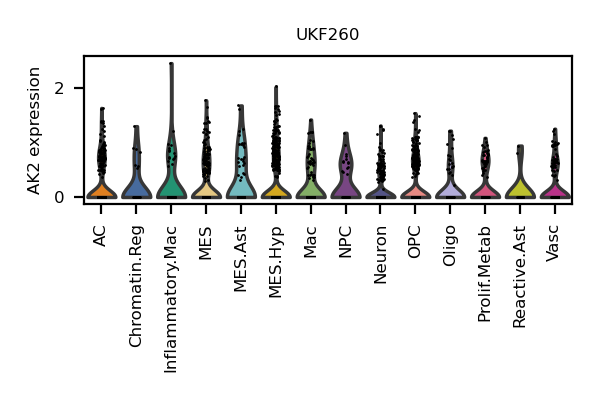 UKF260
AK2 expression
2
0
AC
Chromatin.Reg
Inflammatory.Mac
MES
MES.Ast
MES.Hyp
Mac
NPC
Neuron
OPC
Oligo
Prolif.Metab
Reactive.Ast
Vasc